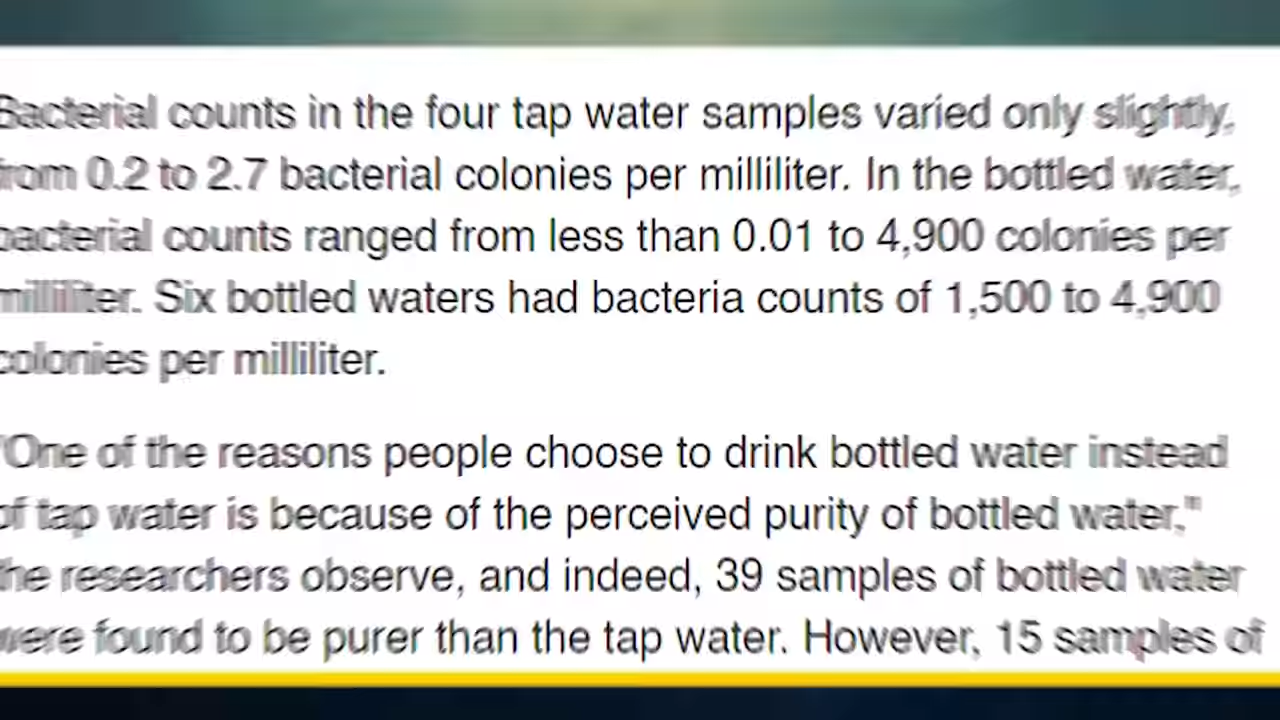 Bacterial counts in the four tap water samples varied only slightly,
from 0.2 to 2.7 bacterial colonies per milliliter. In the bottled water,
bacterial counts ranged from less than 0.01 to 4,900 colonies per
milliliter. Six bottled waters had bacteria counts of 1,500 to 4,900
colonies per milliliter.
"One of the reasons people choose to drink bottled water instead
of tap water is because of the perceived purity of bottled water,"
the researchers observe, and indeed, 39 samples of bottled water
were found to be purer than the tap water. However, 15 samples of